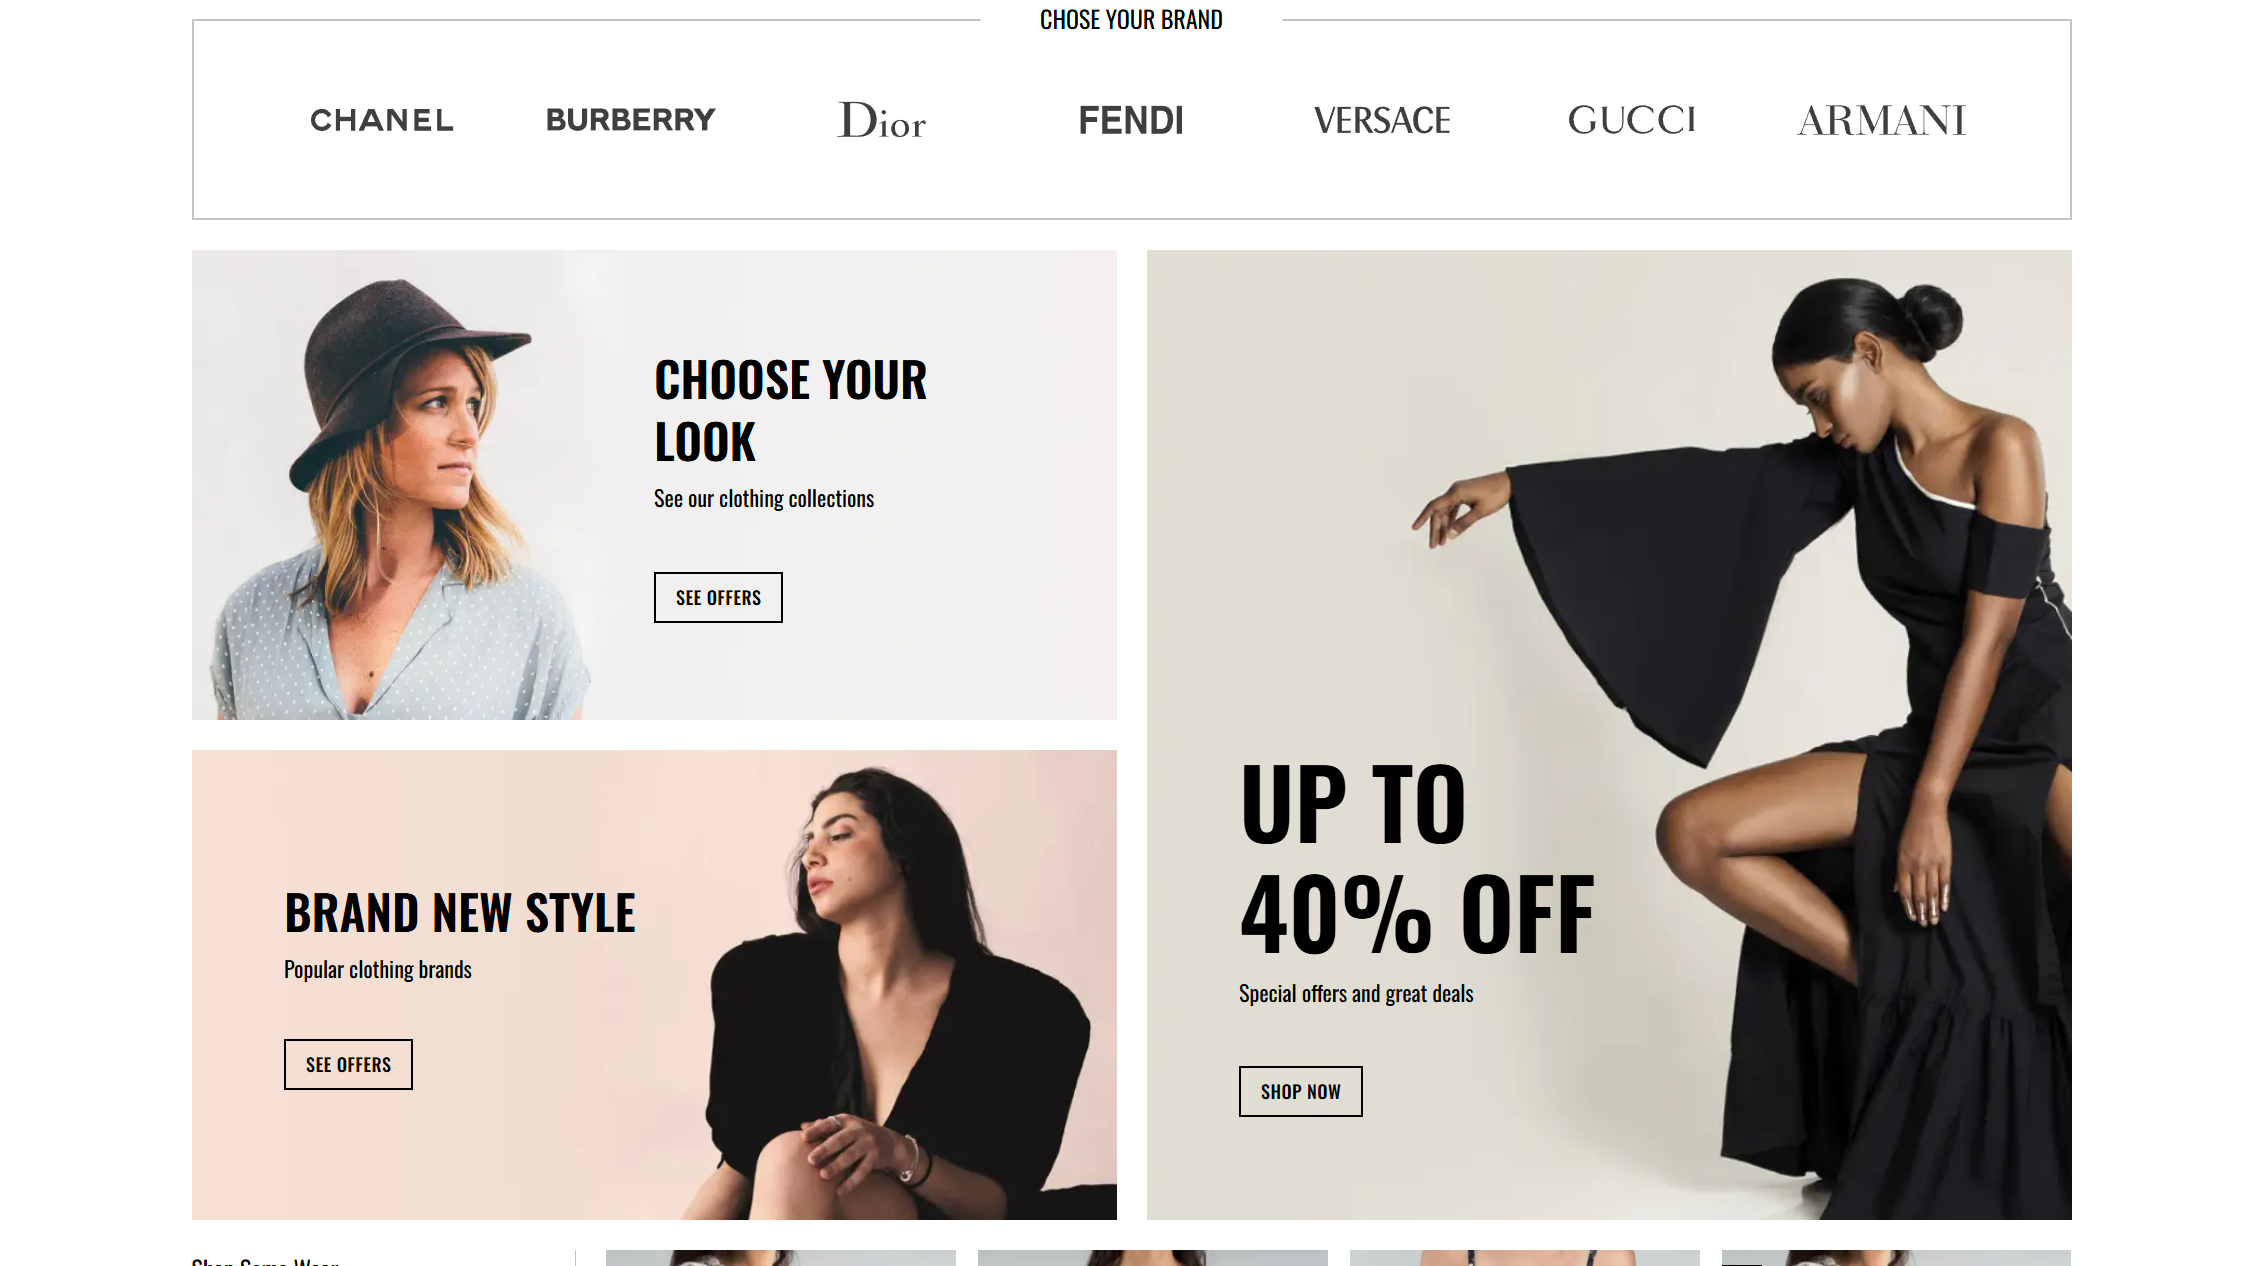 CHOSE YOUR BRAND
CHANEL BURBERRY Dior FENDI VERSACE GUCCI ARMANI
CHOOSE YOUR
LOOK
See our clothing collections
SEE OFFERS
BRAND NEW STYLE
Popular clothing brands
SEE OFFERS
UP TO
40% OFF
Special offers and great deals
SHOP NOW